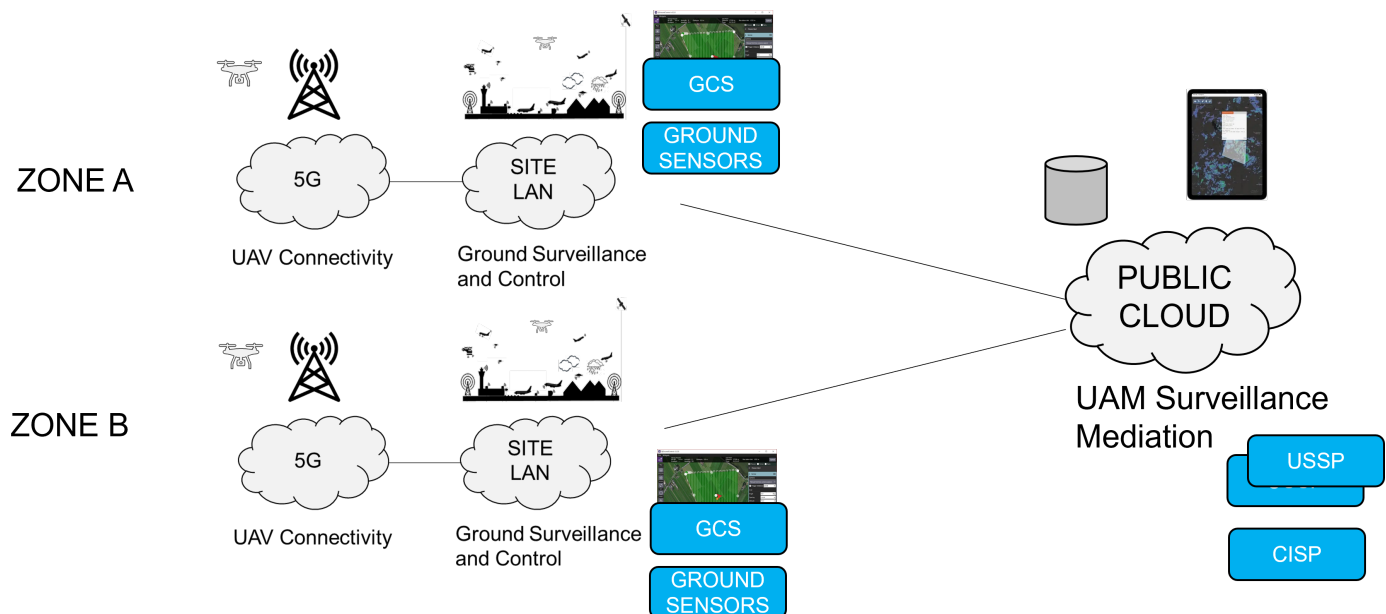 GCS
GROUND
SENSORS
ZONE A
5G
SITE
LAN
UAV Connectivity
Ground Surveillance
and Control
PUBLIC
CLOUD
UAM Surveillance
Mediation
ZONE B
5G
SITE
LAN
UAV Connectivity
Ground Surveillance
and Control
GCS
GROUND
SENSORS
USSP
CISP